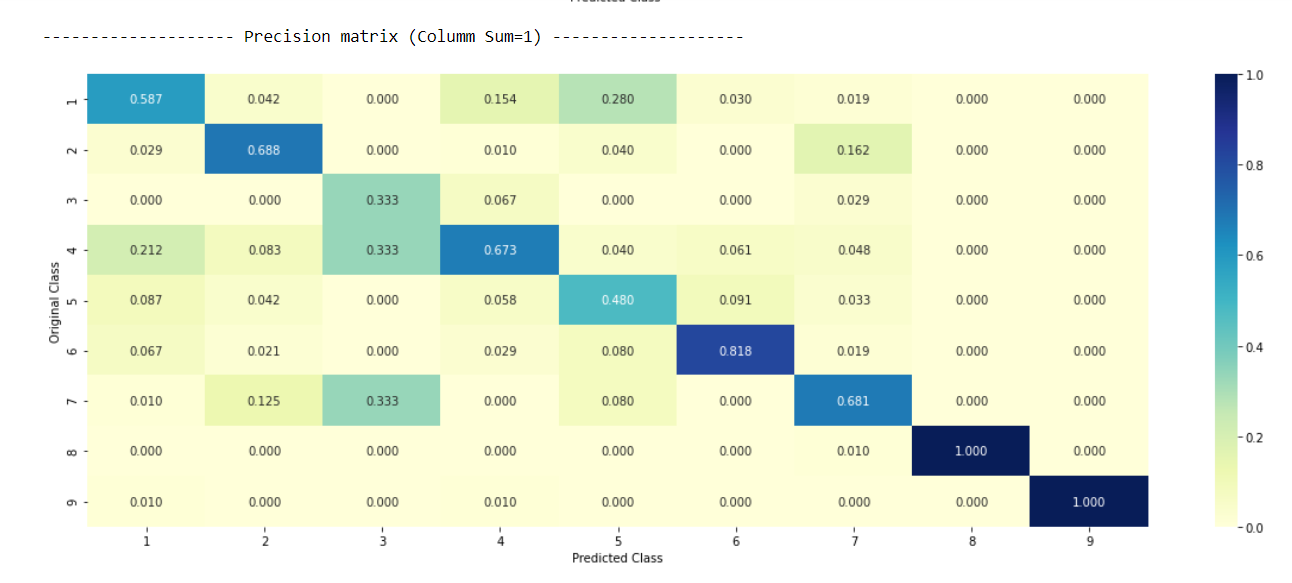 Predicted Class
-------------------- Precision matrix (Columm Sum=1) --------------------
1 0.587 0.042 0.000 0.154 0.280 0.030 0.019 0.000 0.000
2 0.029 0.688 0.000 0.010 0.040 0.000 0.162 0.000 0.000
3 0.000 0.000 0.333 0.067 0.000 0.000 0.029 0.000 0.000
4 0.212 0.083 0.333 0.673 0.040 0.061 0.048 0.000 0.000
5 0.087 0.042 0.000 0.058 0.480 0.091 0.033 0.000 0.000
6 0.067 0.021 0.000 0.029 0.080 0.818 0.019 0.000 0.000
7 0.010 0.125 0.333 0.000 0.080 0.000 0.681 0.000 0.000
8 0.000 0.000 0.000 0.000 0.000 0.000 0.010 1.000 0.000
9 0.010 0.000 0.000 0.010 0.000 0.000 0.000 0.000 1.000
1 2 3 4 5 6 7 8 9
Predicted Class
Original Class
1.0
0.8
0.6
0.4
0.2
0.0